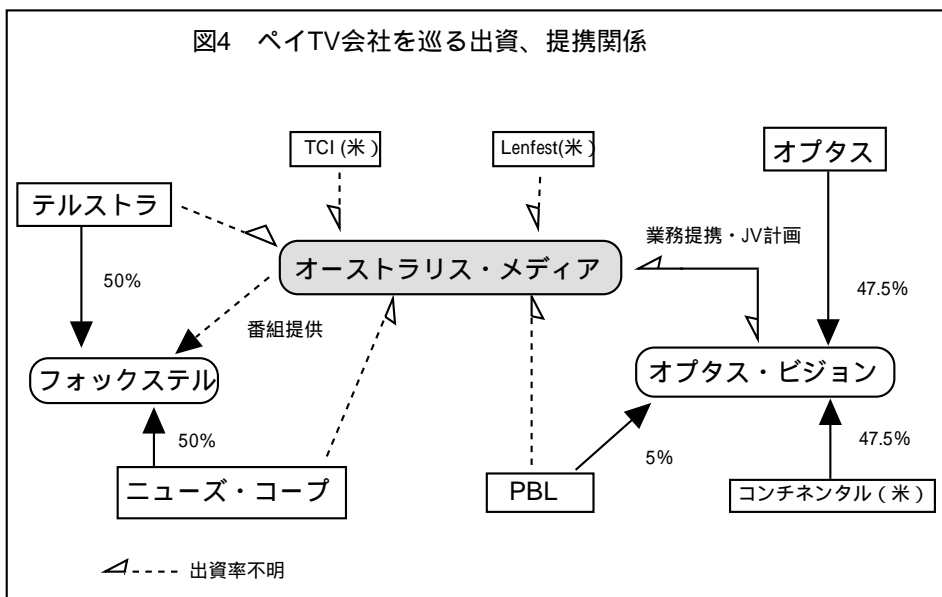 図4 ペイTV会社を巡る出資、提携関係
TCI (米)
Lenfest(米)
オプタス
テルストラ
業務提携・JV計画
オーストラリス・メディア
50%
47.5%
番組提供
フォックステル
オプタス・ビジョン
50%
5%
47.5%
ニューズ・コープ
PBL
コンチネンタル(米)
出資率不明